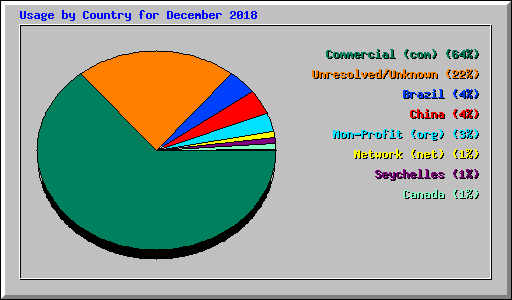 Usage by Country for December 2018
Commercial (com) (64%)
Unresolved/Unknown (22%)
Brazil (4%)
China (4%)
Non-Profit (org) (3%)
Network (net) (1%)
Seychelles (1%)
Canada (1%)